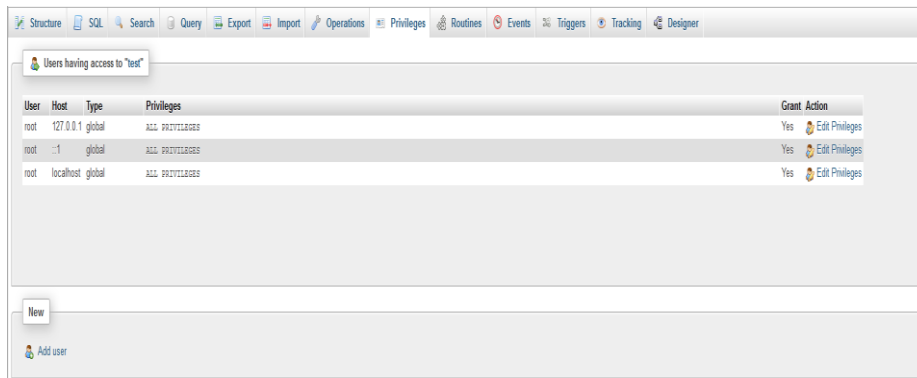 Structure SQL Search Query Export Import Operations Privileges Routines Events Triggers Tracking Designer
Users having access to "test"
User Host Type Privileges Grant Action
root 127.0.0.1 global ALL PRIVILEGES Yes Edit Privileges
root ::1 global ALL PRIVILEGES Yes Edit Privileges
root localhost global ALL PRIVILEGES Yes Edit Privileges
New
Add user